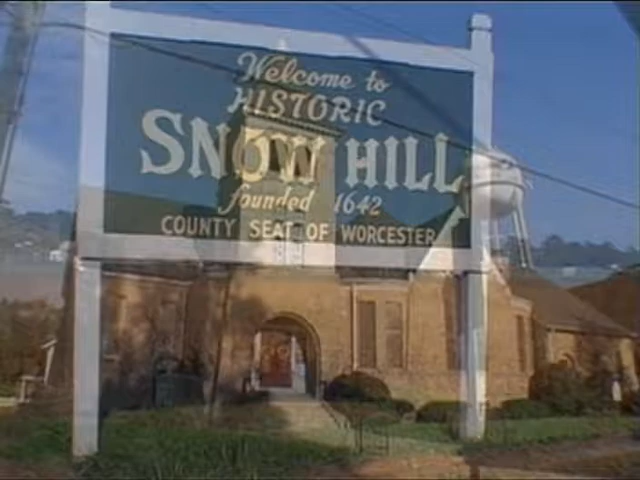 Welcome to
HISTORIC
SNOW HILL
founded 1642
COUNTY SEAT OF WORCESTER